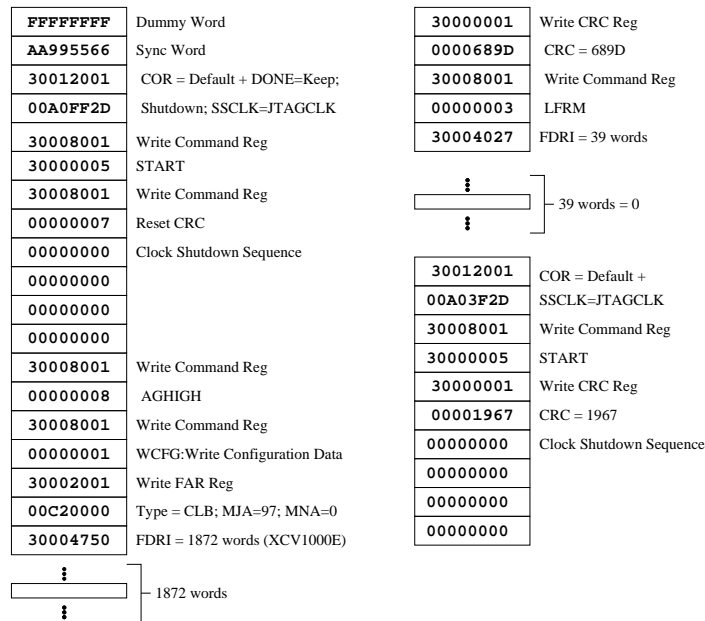 FFFFFFFF Dummy Word
AA995566 Sync Word
30012001 COR = Default + DONE=Keep;
00A0FF2D Shutdown; SSCLK=JTAGCLK
30008001 Write Command Reg
30000005 START
30008001 Write Command Reg
00000007 Reset CRC
00000000 Clock Shutdown Sequence
00000000
00000000
00000000
30008001 Write Command Reg
00000008 AGHIGH
30008001 Write Command Reg
00000001 WCFG:Write Configuration Data
30002001 Write FAR Reg
00C20000 Type = CLB; MJA=97; MNA=0
30004750 FDRI = 1872 words (XCV1000E)
1872 words
30000001 Write CRC Reg
0000689D CRC = 689D
30008001 Write Command Reg
00000003 LFRM
30004027 FDRI = 39 words
39 words = 0
30012001 COR = Default +
00A03F2D SSCLK=JTAGCLK
30008001 Write Command Reg
30000005 START
30000001 Write CRC Reg
00001967 CRC = 1967
00000000 Clock Shutdown Sequence
00000000
00000000
00000000